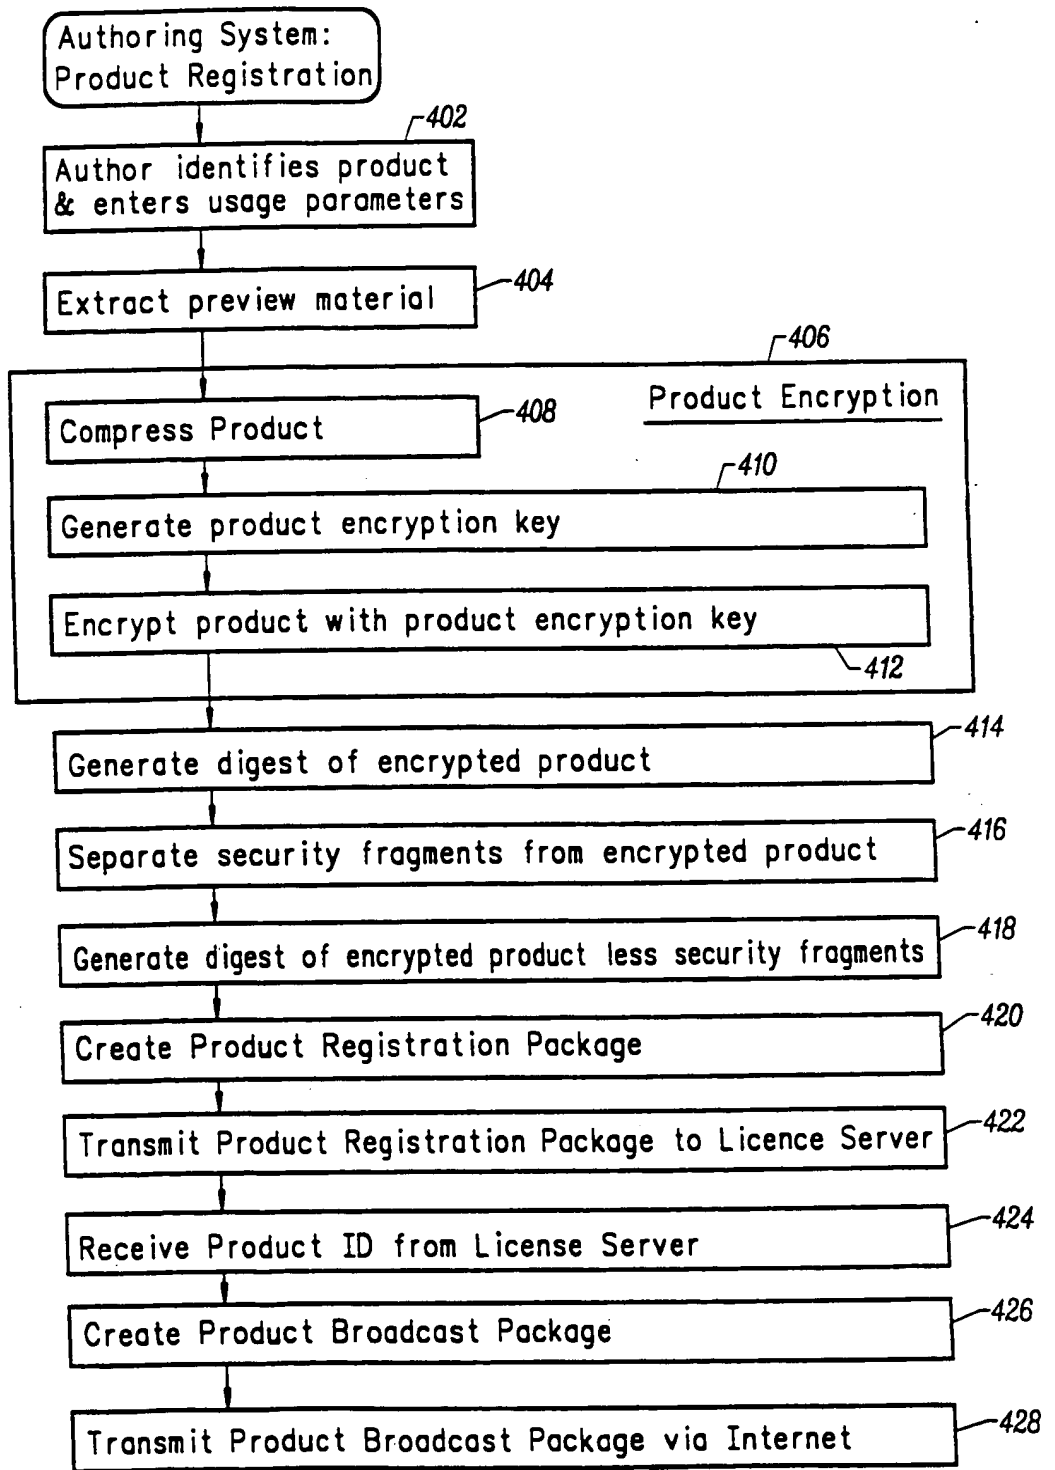 Authoring System:
Product Registration
402
Author identifies product
& enters usage parameters
Extract preview material
404
406
Product Encryption
Compress Product
408
410
Generate product encryption key
Encrypt product with product encryption key
412
Generate digest of encrypted product
414
Separate security fragments from encrypted product
416
Generate digest of encrypted product less security fragments
418
Create Product Registration Package
420
Transmit Product Registration Package to Licence Server
422
Receive Product ID from License Server
424
Create Product Broadcast Package
426
Transmit Product Broadcast Package via Internet
428